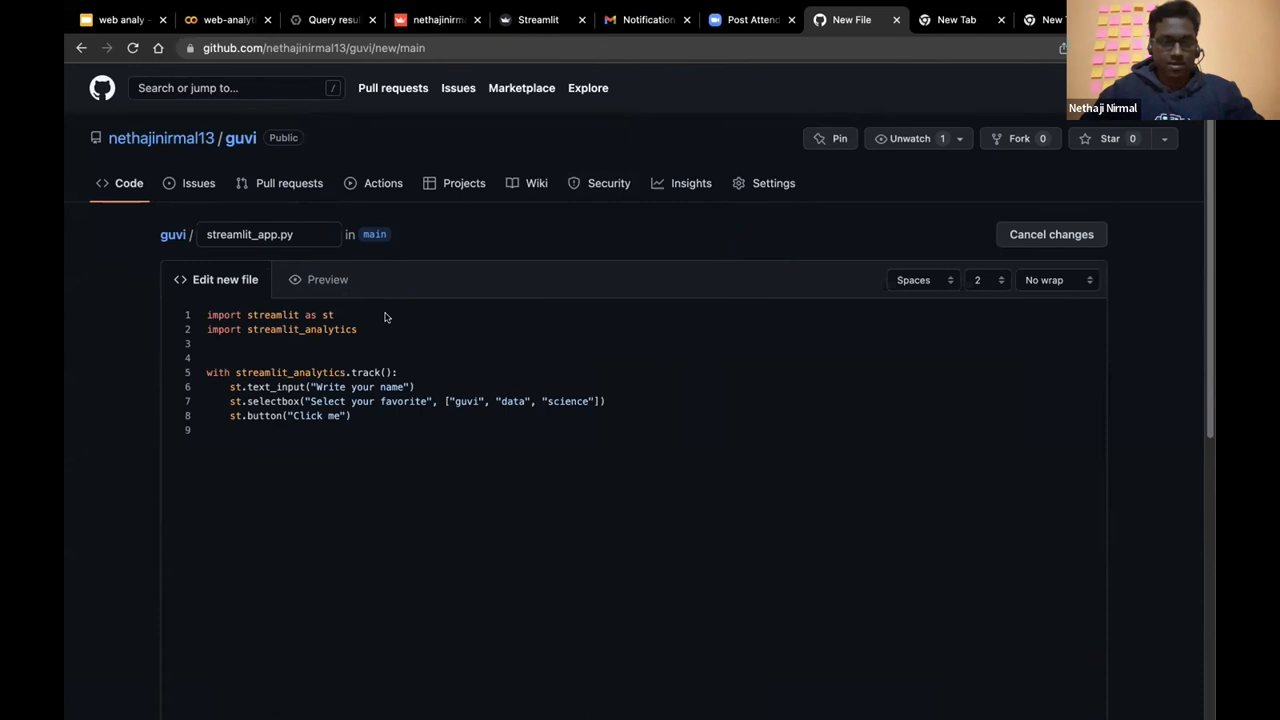 web analy
web-analyti
Query resu
nethajinirm
Streamlit
Notification
Post Attend
New File
New Tab
New T
github.com/nethajinirmal13/guvi/new/main
Search or jump to... /
Pull requests Issues Marketplace Explore
Nethaji Nirmal
nethajinirmal13 / guvi Public
Pin Unwatch 1 Fork 0 Star 0
Code Issues Pull requests Actions Projects Wiki Security Insights Settings
guvi / streamlit_app.py in main
Cancel changes
<> Edit new file Preview
Spaces 2 No wrap
1 import streamlit as st
2 import streamlit_analytics
3
4
5 with streamlit_analytics.track():
6 st.text_input("Write your name")
7 st.selectbox("Select your favorite", ["guvi", "data", "science"])
8 st.button("Click me")
9